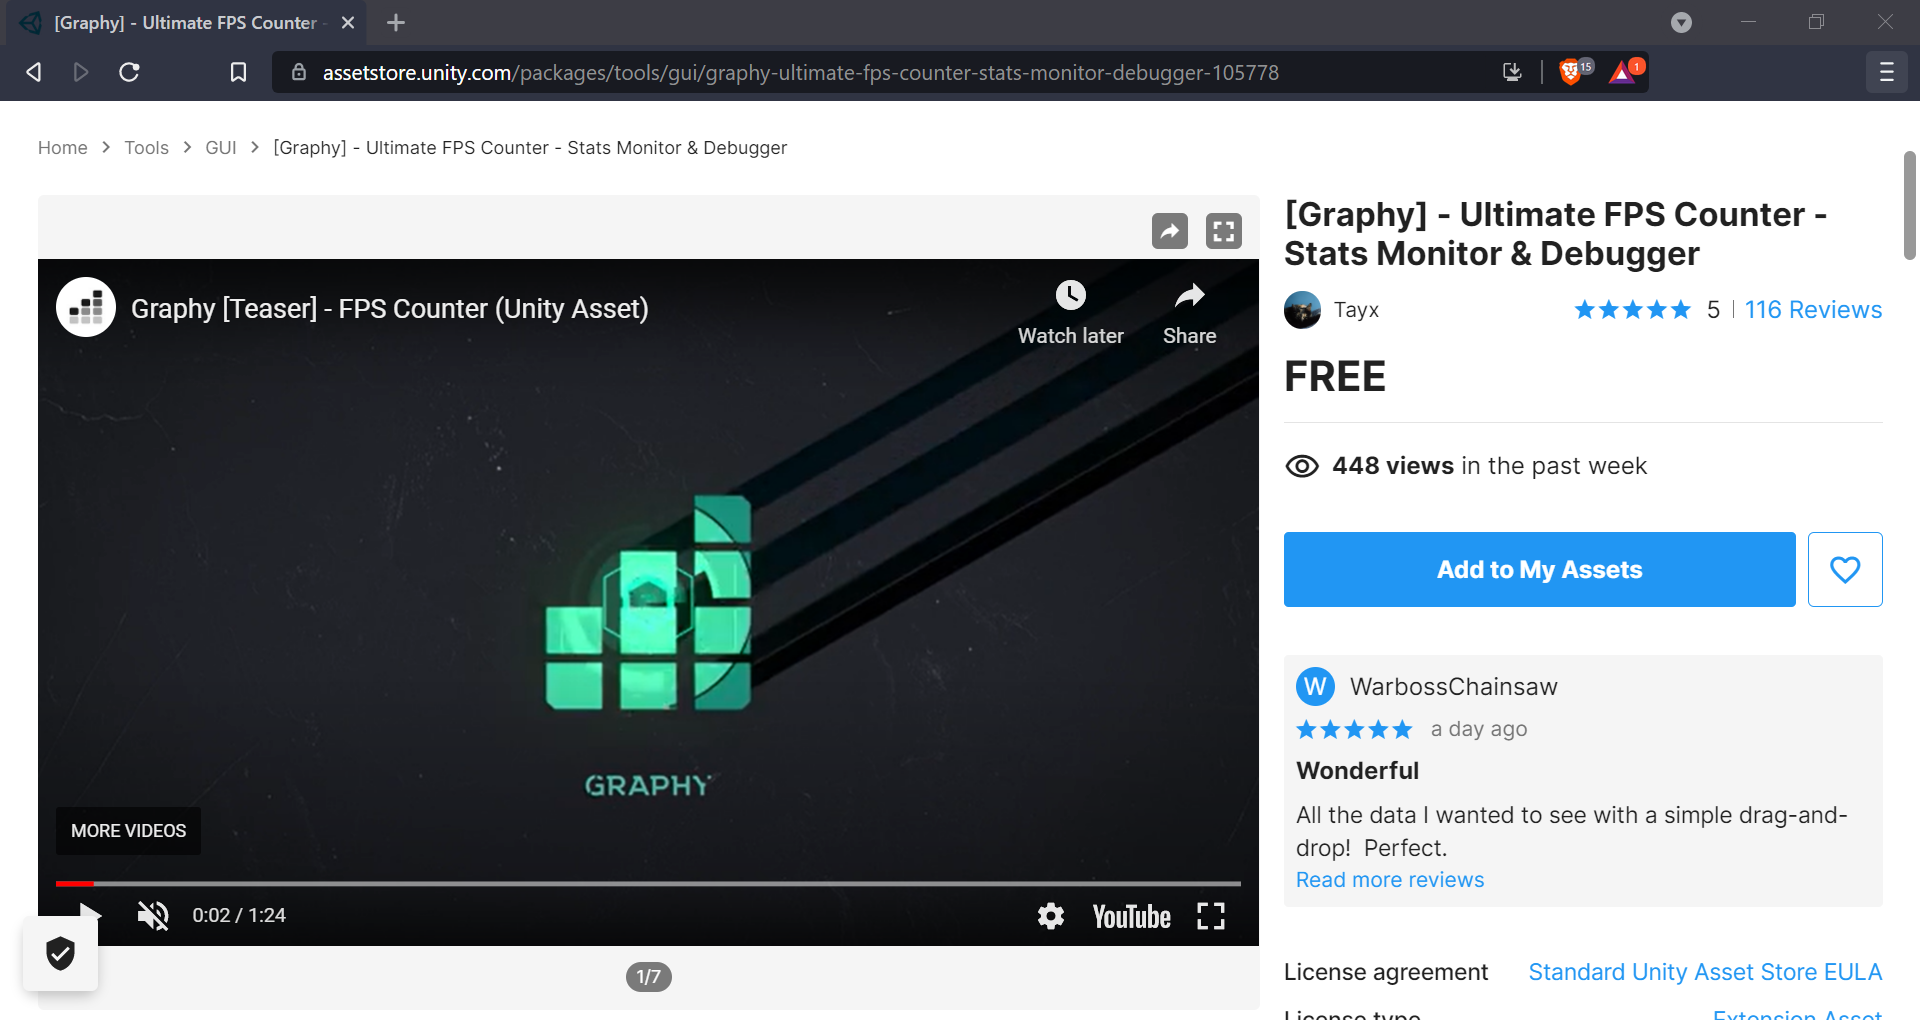 [Graphy] - Ultimate FPS Counter -
assetstore.unity.com/packages/tools/gui/graphy-ultimate-fps-counter-stats-monitor-debugger-105778
15
1
Home > Tools > GUI > [Graphy] - Ultimate FPS Counter - Stats Monitor & Debugger
Graphy [Teaser] - FPS Counter (Unity Asset)
Watch later
Share
GRAPHY
MORE VIDEOS
0:02 / 1:24
YouTube
1/7
[Graphy] - Ultimate FPS Counter -
Stats Monitor & Debugger
Tayx
5 | 116 Reviews
FREE
448 views in the past week
Add to My Assets
W WarbossChainsaw
a day ago
Wonderful
All the data I wanted to see with a simple drag-and-
drop!  Perfect.
Read more reviews
License agreement Standard Unity Asset Store EULA
License type Extension Asset